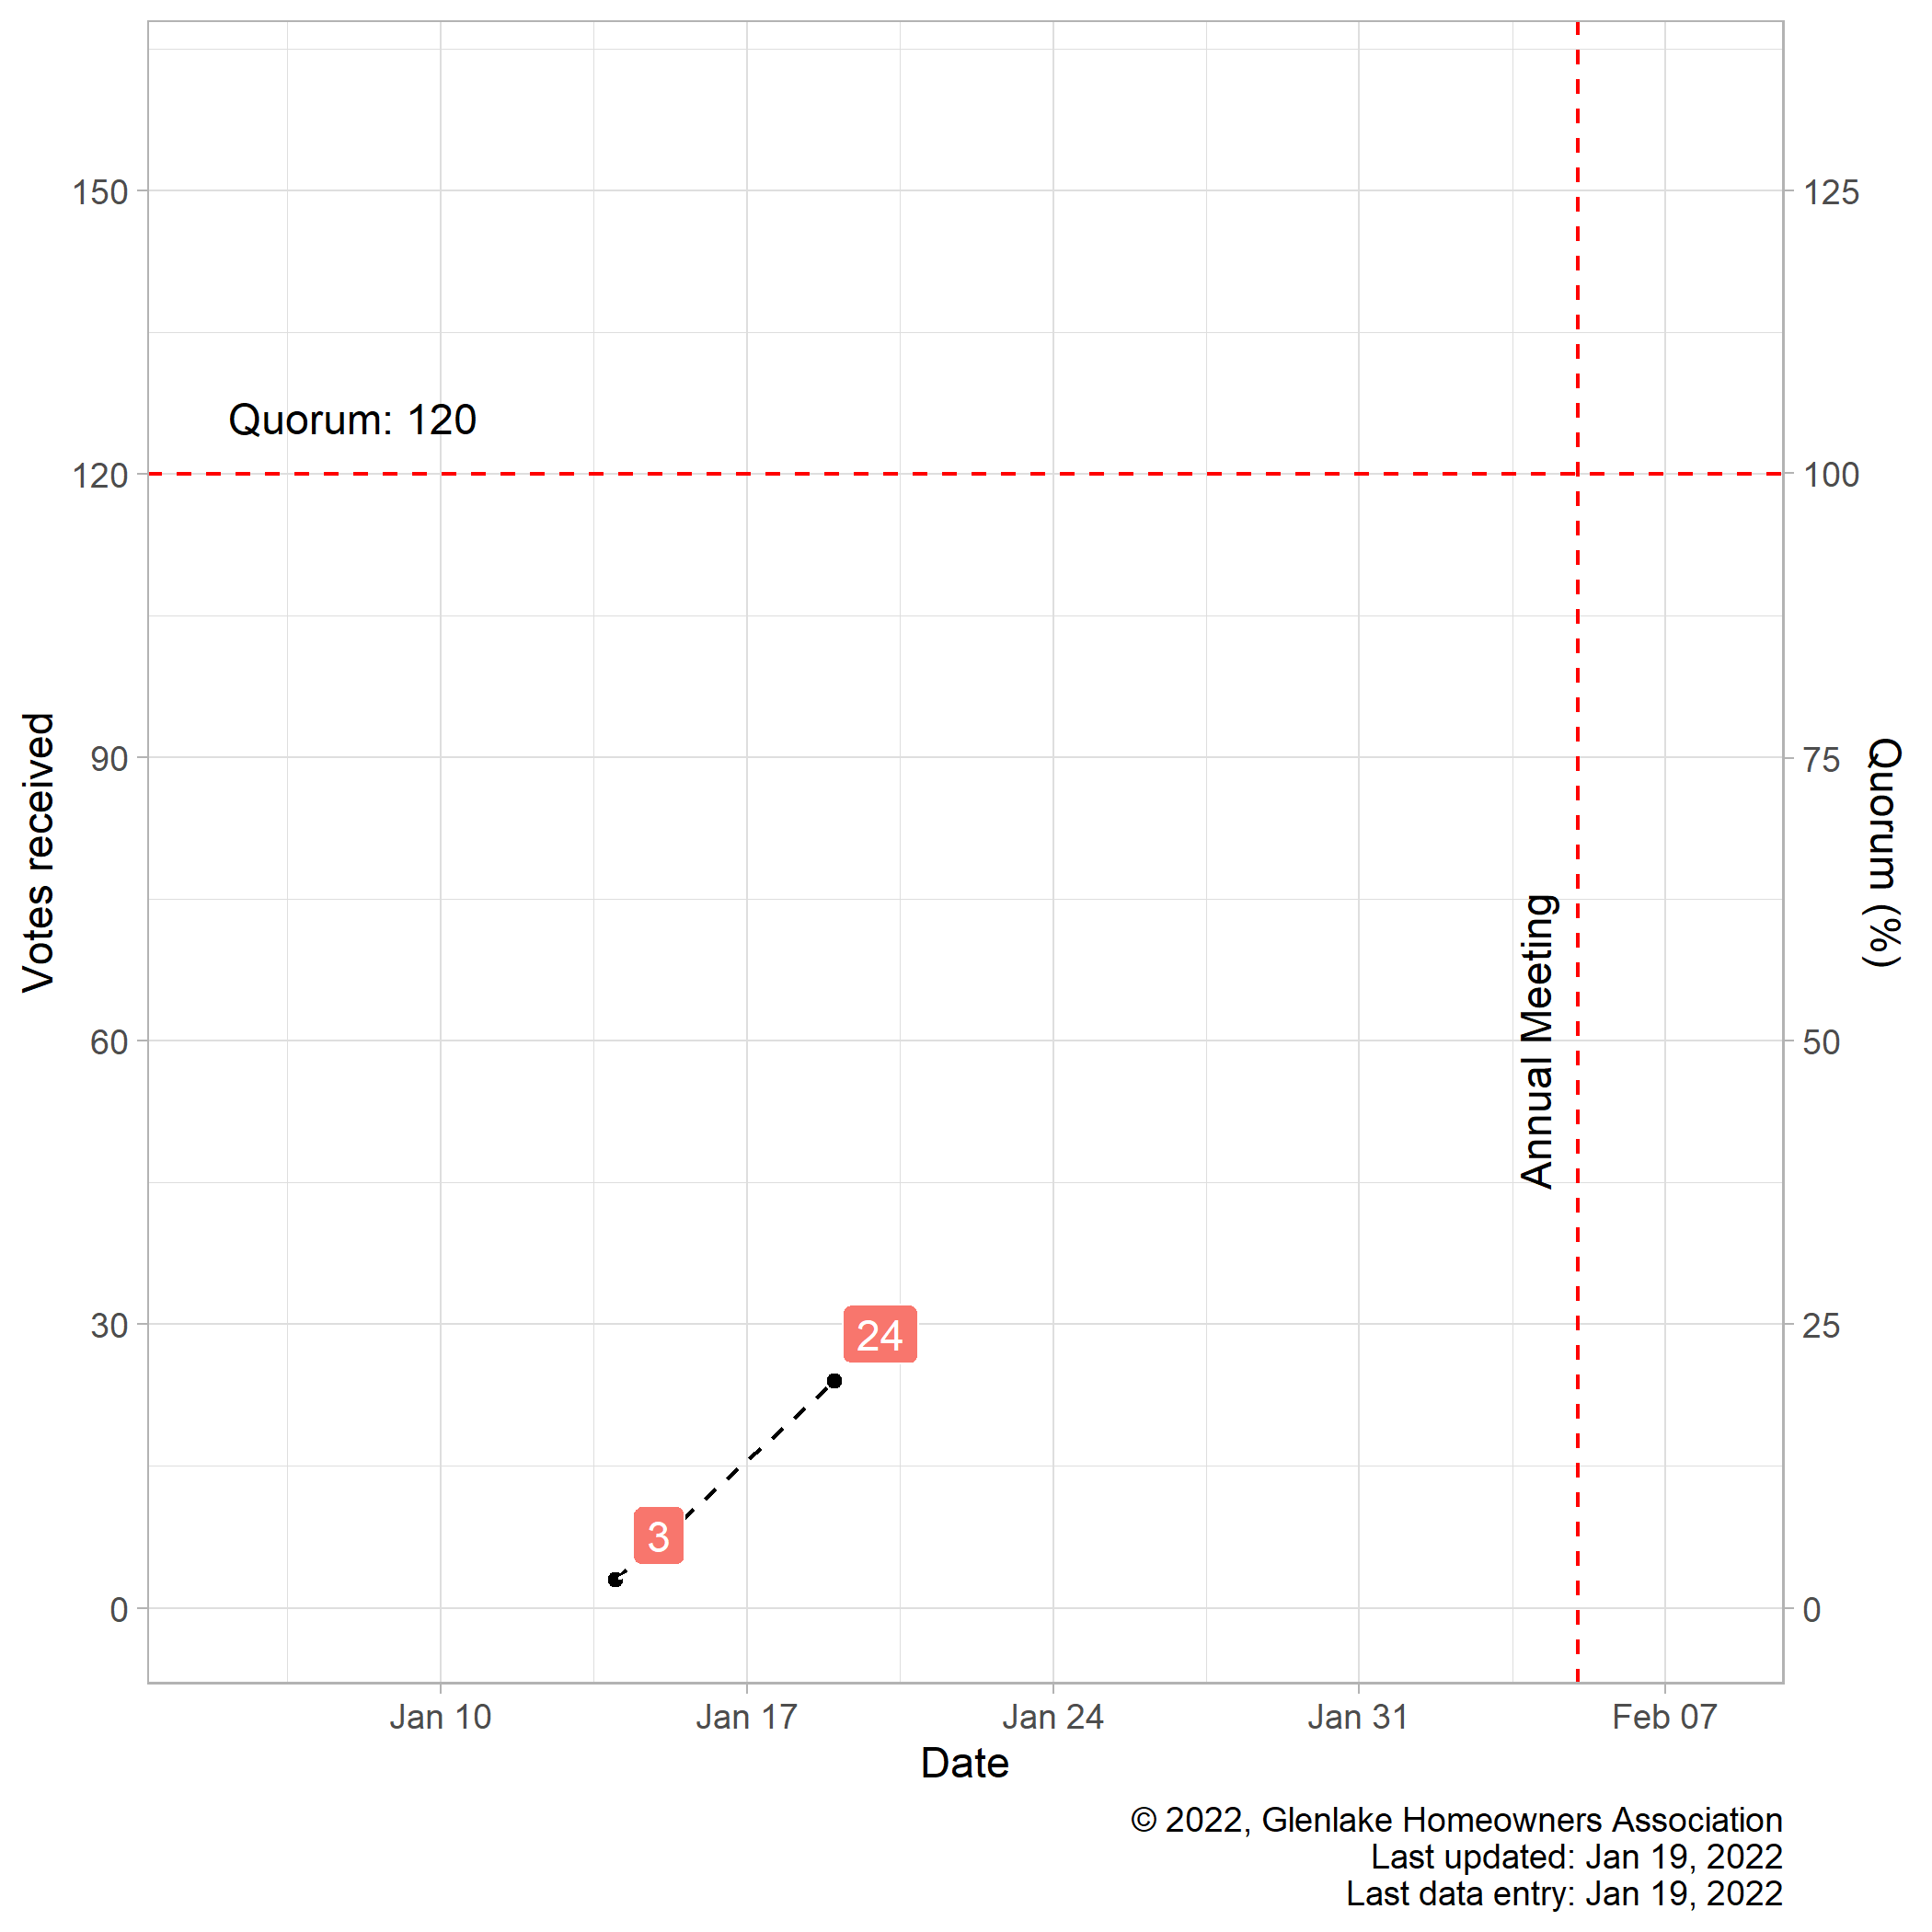 150
125
Quorum: 120
120
100
90
75
Votes received
Quorum (%)
Annual Meeting
60
50
30
25
24
3
0
0
Jan 10
Jan 17
Jan 24
Jan 31
Feb 07
Date
© 2022, Glenlake Homeowners Association
Last updated: Jan 19, 2022
Last data entry: Jan 19, 2022